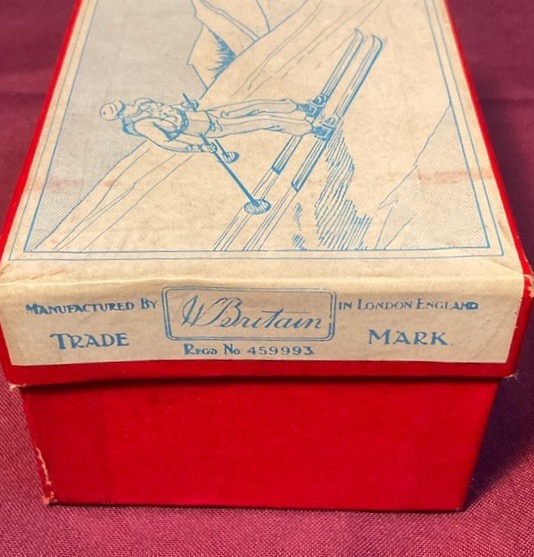 MANUFACTURED BY W Britain IN LONDON ENGLAND
TRADE MARK.
REGD No 459993.